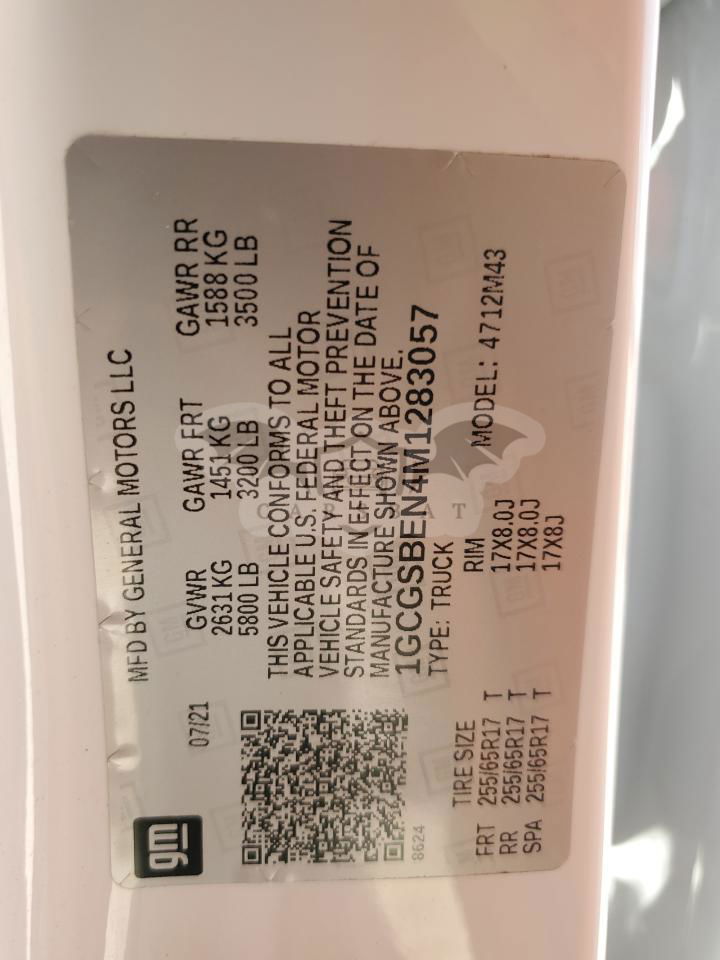 gm
MFD BY GENERAL MOTORS LLC
07/21
GVWR GAWR FRT GAWR RR
2631 KG 1451 KG 1588 KG
5800 LB 3200 LB 3500 LB
THIS VEHICLE CONFORMS TO ALL
APPLICABLE U.S. FEDERAL MOTOR
VEHICLE SAFETY AND THEFT PREVENTION
STANDARDS IN EFFECT ON THE DATE OF
MANUFACTURE SHOWN ABOVE.
1GCGSBEN4M1283057
8624
TYPE: TRUCK
TIRE SIZE RIM MODEL: 4712M43
FRT 255/65R17 T 17X8.0J
RR 255/65R17 T 17X8.0J
SPA 255/65R17 T 17X8J